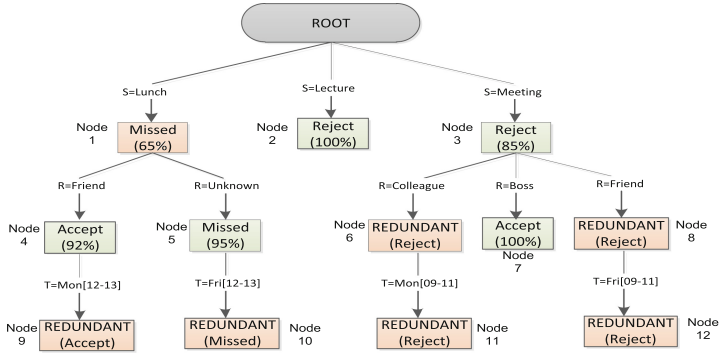 ROOT
S=Lunch
S=Lecture
S=Meeting
Node
1
Missed
(65%)
Node
2
Reject
(100%)
Node
3
Reject
(85%)
R=Friend
R=Unknown
R=Colleague
R=Boss
R=Friend
Node
4
Accept
(92%)
Node
5
Missed
(95%)
Node
6
REDUNDANT
(Reject)
Accept
(100%)
Node
7
REDUNDANT
(Reject)
Node
8
T=Mon[12-13]
T=Fri[12-13]
T=Mon[09-11]
T=Fri[09-11]
Node
9
REDUNDANT
(Accept)
REDUNDANT
(Missed)
Node
10
REDUNDANT
(Reject)
Node
11
REDUNDANT
(Reject)
Node
12